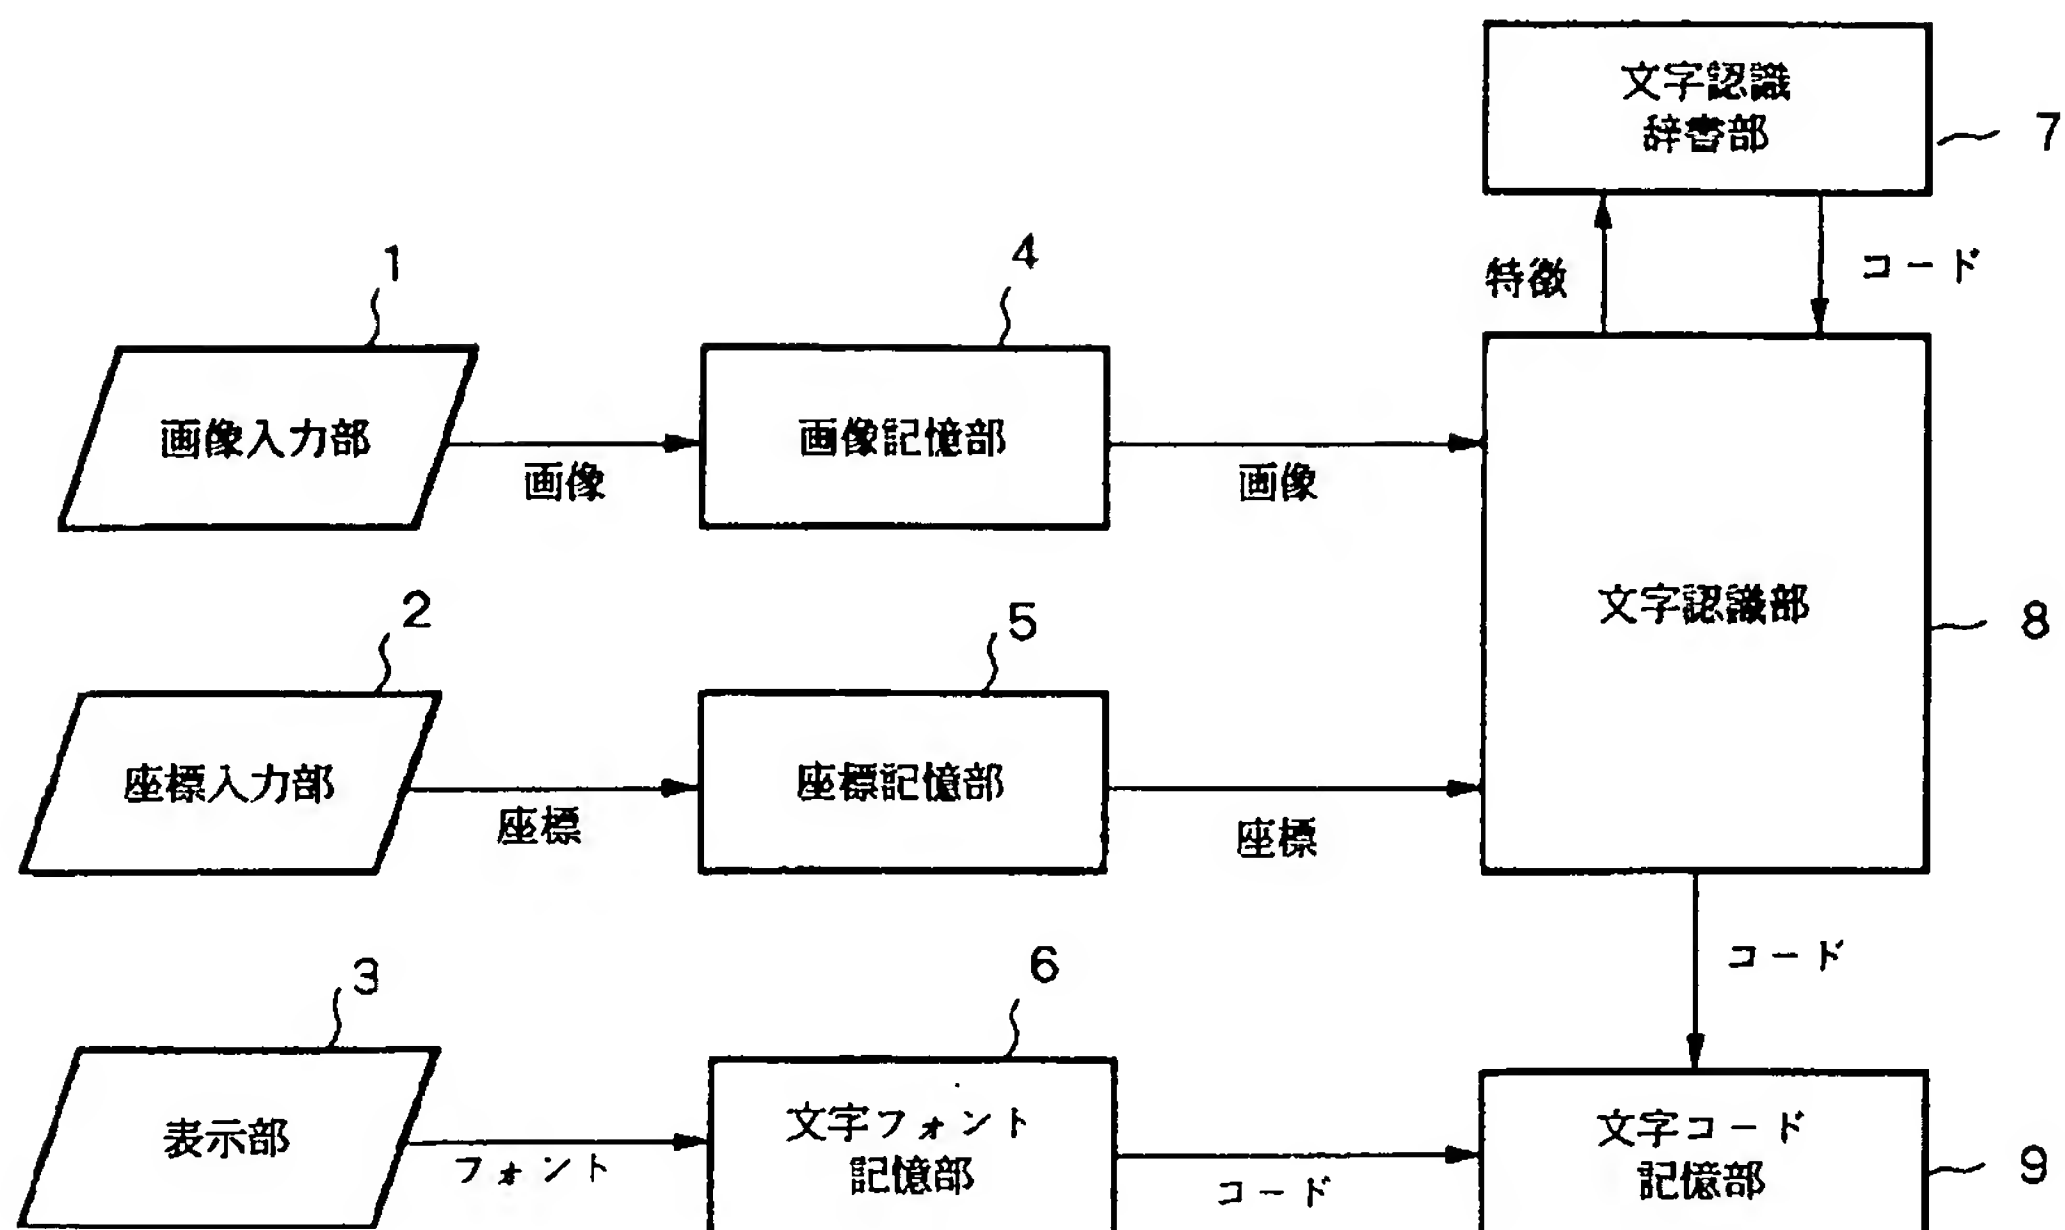 文字認識
辞書部
7
1
4
特徴
コード
画像入力部
画像
画像記憶部
画像
文字認識部
8
2
5
座標入力部
座標
座標記憶部
座標
コード
3
6
表示部
フォント
文字フォント
記憶部
コード
文字コード
記憶部
9